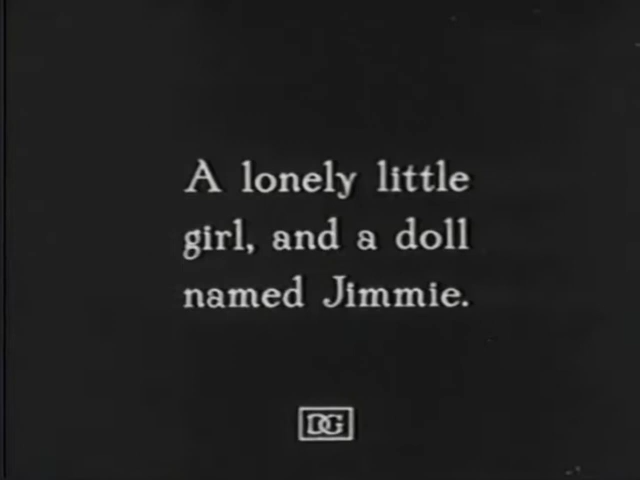 A lonely little
girl, and a doll
named Jimmie.
DG